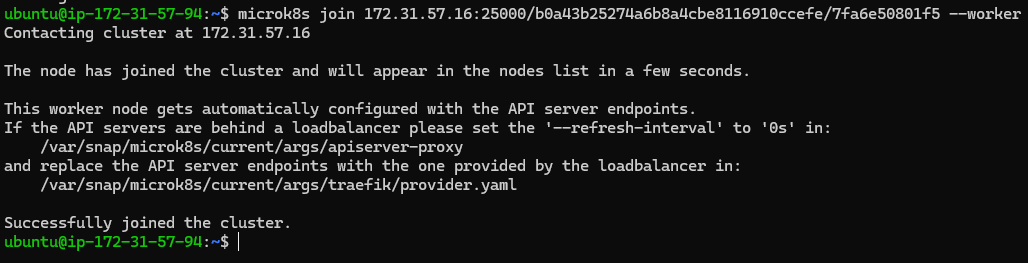 ubuntu@ip-172-31-57-94:~$ microk8s join 172.31.57.16:25000/b0a43b25274a6b8a4cbe8116910ccefe/7fa6e50801f5 --worker
Contacting cluster at 172.31.57.16
The node has joined the cluster and will appear in the nodes list in a few seconds.
This worker node gets automatically configured with the API server endpoints.
If the API servers are behind a loadbalancer please set the '--refresh-interval' to '0s' in:
    /var/snap/microk8s/current/args/apiserver-proxy
and replace the API server endpoints with the one provided by the loadbalancer in:
    /var/snap/microk8s/current/args/traefik/provider.yaml
Successfully joined the cluster.
ubuntu@ip-172-31-57-94:~$